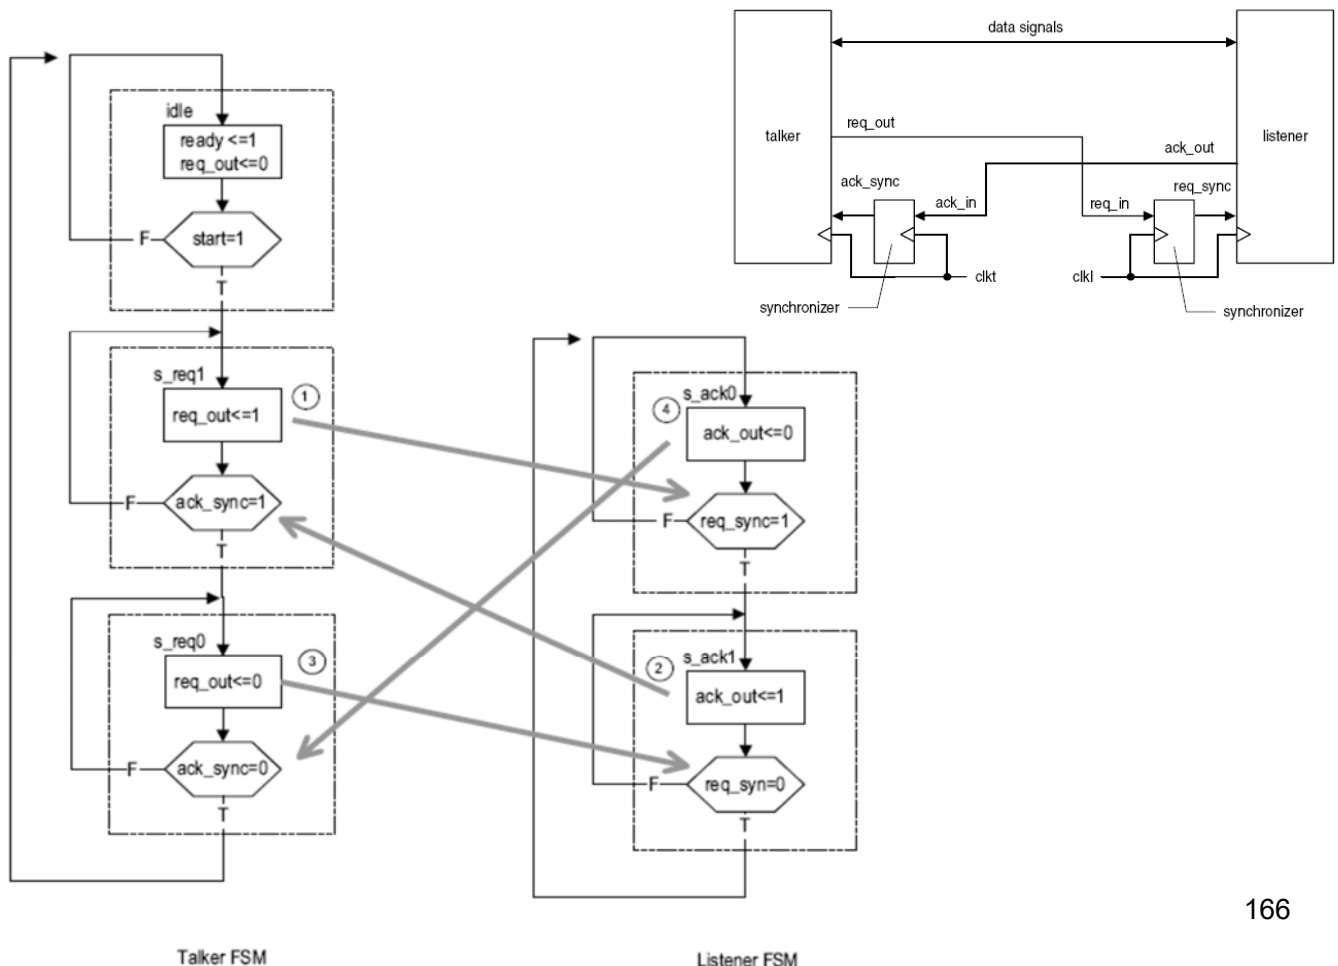 idle
ready <=1
req_out<=0
start=1
F
T
s_req1
1
req_out<=1
ack_sync=1
F
T
s_req0
3
req_out<=0
ack_sync=0
F
T
Talker FSM
s_ack0
4
ack_out<=0
req_sync=1
F
T
s_ack1
2
ack_out<=1
req_syn=0
F
T
Listener FSM
data signals
talker
req_out
listener
ack_out
ack_sync
req_sync
ack_in
req_in
clkt
clkl
synchronizer
synchronizer
166